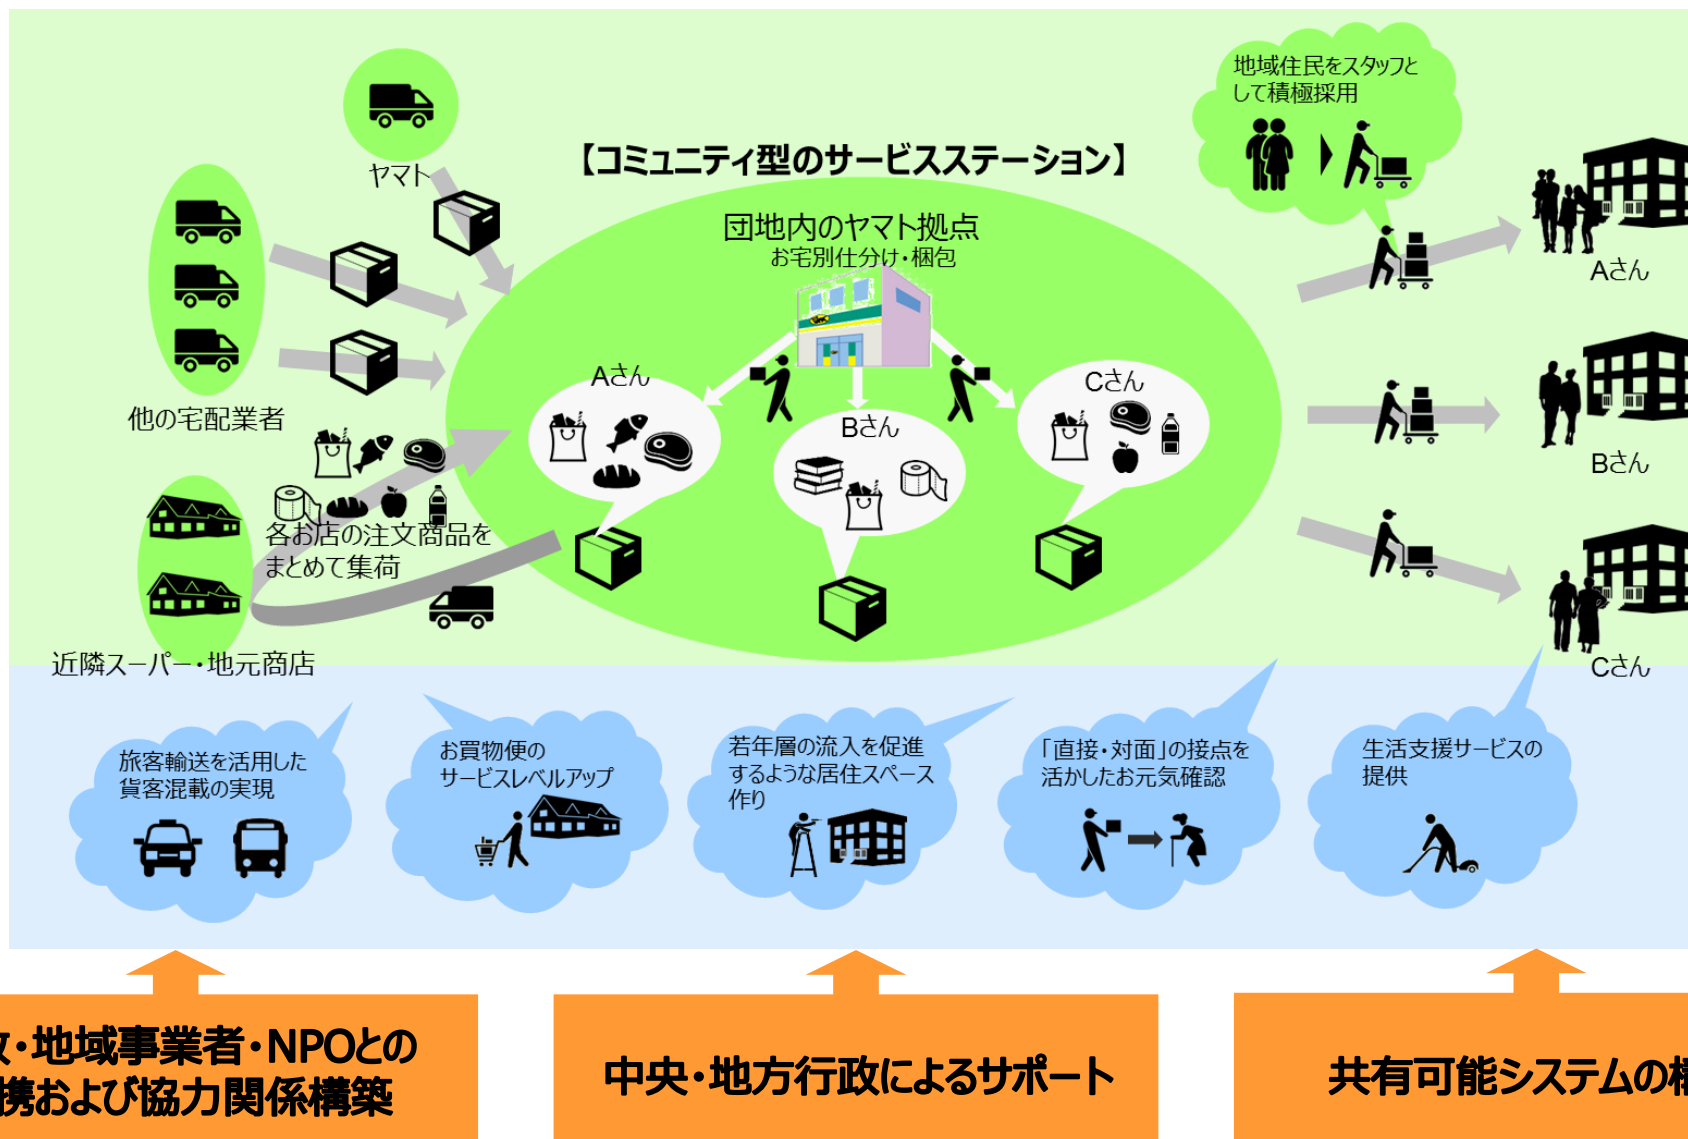 地域住民をスタッフと
して積極採用
ヤマト
【コミュニティ型のサービスステーション】
団地内のヤマト拠点
お宅別仕分け・梱包
Aさん
Aさん
Cさん
Bさん
他の宅配業者
Bさん
各お店の注文商品を
まとめて集荷
近隣スーパー・地元商店
Cさん
旅客輸送を活用した
貨客混載の実現
お買物便の
サービスレベルアップ
若年層の流入を促進
するような居住スペース
作り
「直接・対面」の接点を
活かしたお元気確認
生活支援サービスの
提供
・地域事業者・NPOとの
携および協力関係構築
中央・地方行政によるサポート
共有可能システムの